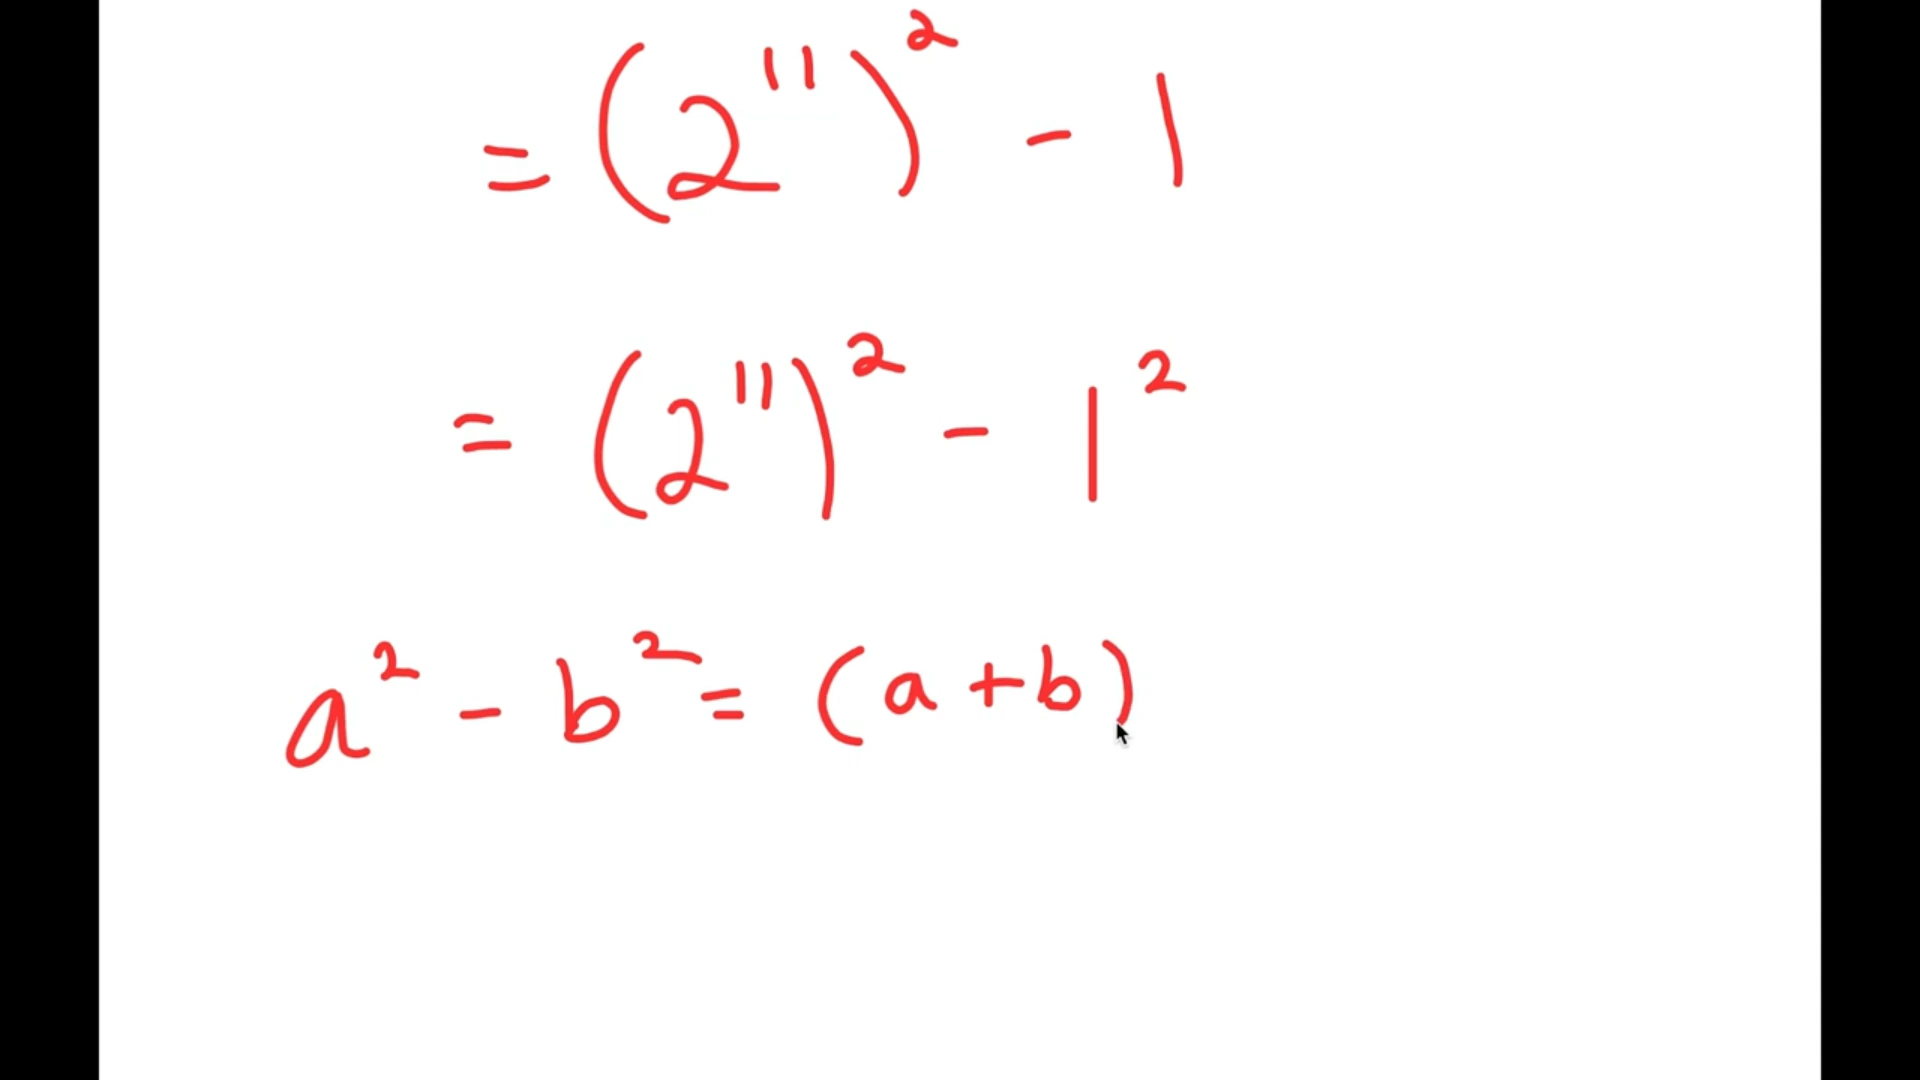 = (2¹¹)² - 1
= (2¹¹)² - 1²
a² - b² = (a + b)